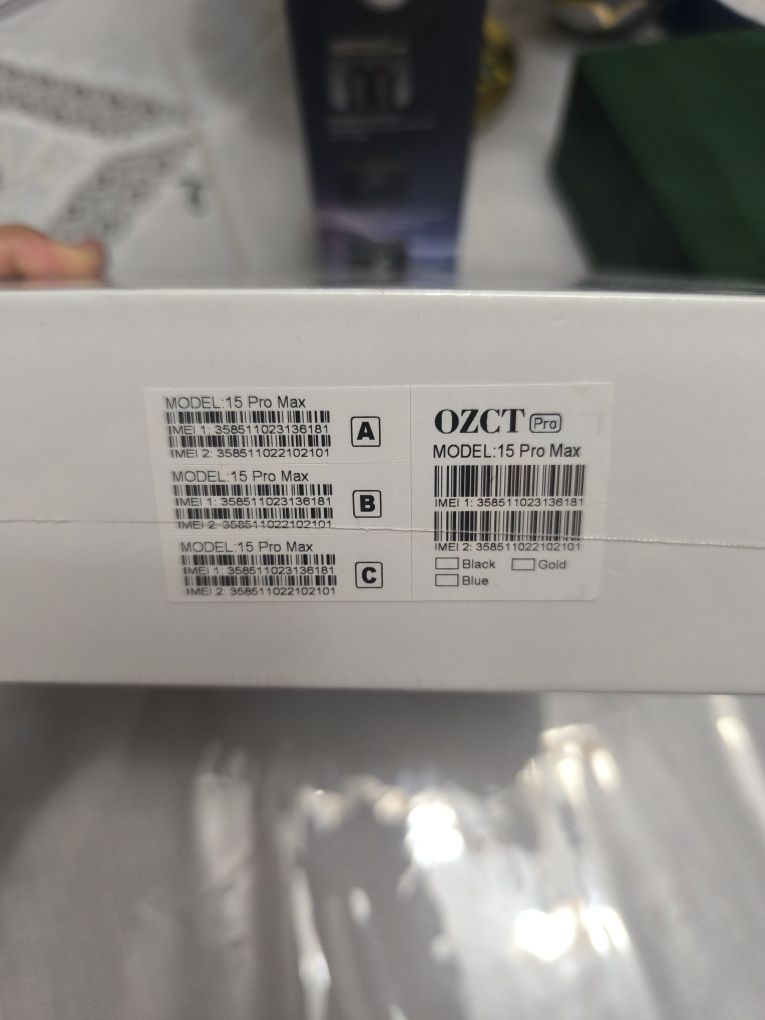 MODEL:15 Pro Max
IMEI 1: 358511023136181
IMEI 2: 358511022102101
A
MODEL:15 Pro Max
IMEI 1: 358511023136181
IMEI 2: 358511022102101
B
MODEL:15 Pro Max
IMEI 1: 358511023136181
IMEI 2: 358511022102101
C
OZCT Pro
MODEL:15 Pro Max
IMEI 1: 358511023136181
IMEI 2: 358511022102101
Black Gold
Blue